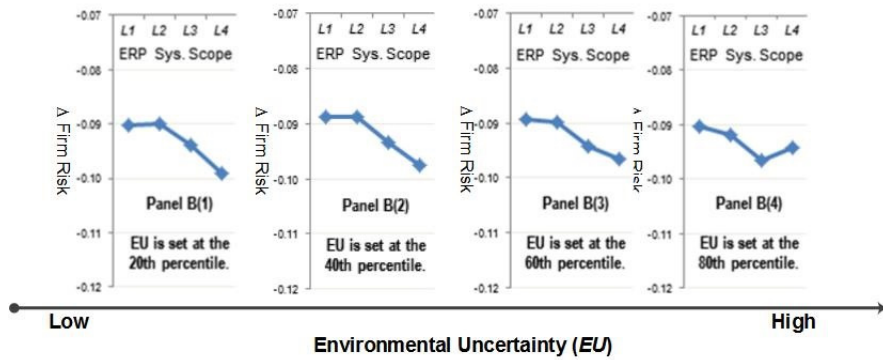 -0.07
L1 L2 L3 L4
ERP Sys. Scope
-0.08
-0.09
-0.10
-0.11
-0.12
Δ Firm Risk
Panel B(1)
EU is set at the
20th percentile.
-0.07
L1 L2 L3 L4
ERP Sys. Scope
-0.08
-0.09
-0.10
-0.11
-0.12
Δ Firm Risk
Panel B(2)
EU is set at the
40th percentile.
-0.07
L1 L2 L3 L4
ERP Sys. Scope
-0.08
-0.09
-0.10
-0.11
-0.12
Δ Firm Risk
Panel B(3)
EU is set at the
60th percentile.
-0.07
L1 L2 L3 L4
ERP Sys. Scope
-0.08
-0.09
-0.10
-0.11
-0.12
Δ Firm Risk
Panel B(4)
EU is set at the
80th percentile.
Low High
Environmental Uncertainty (EU)